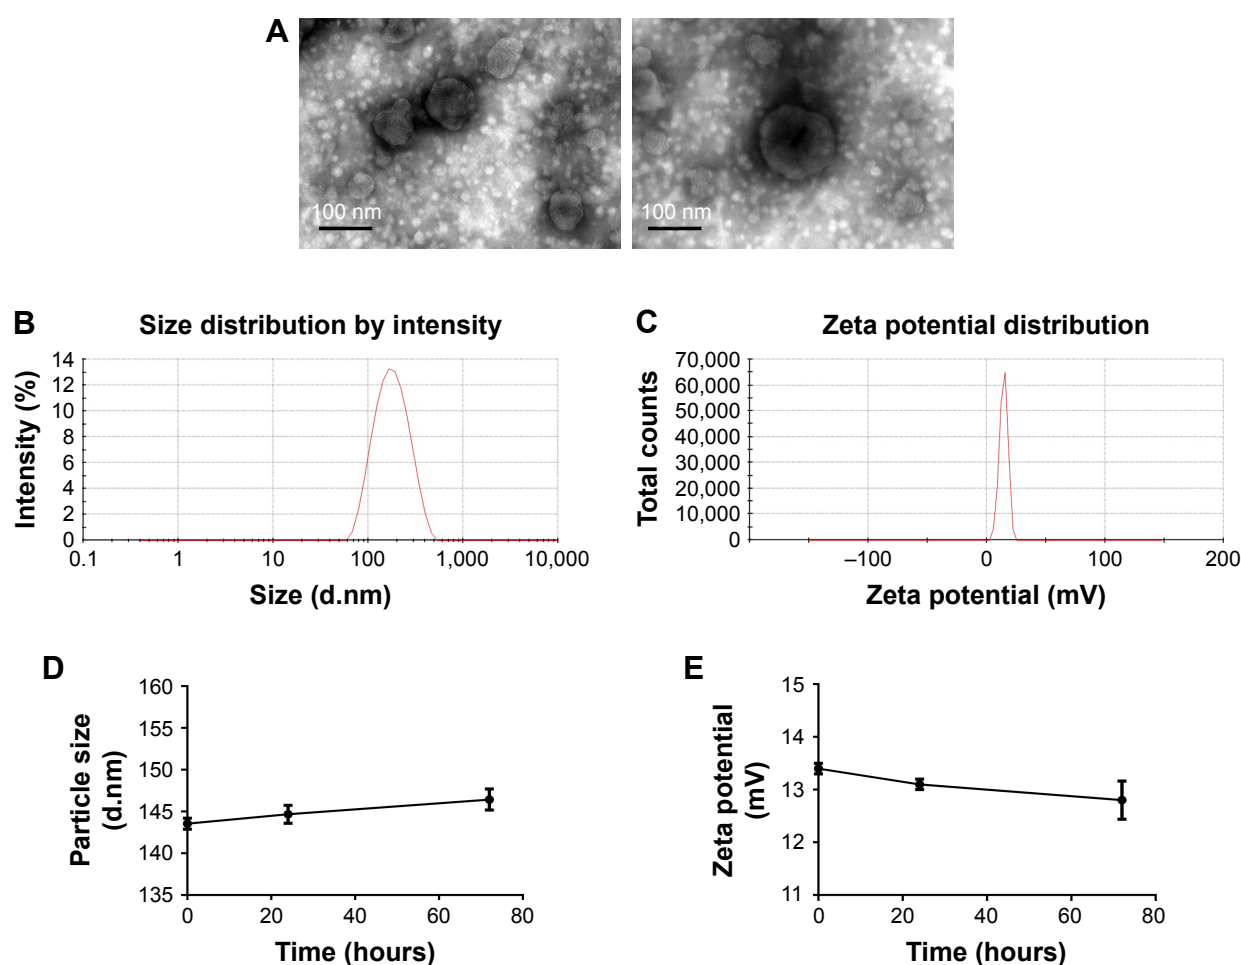 A
100 nm
100 nm
B
Size distribution by intensity
Intensity (%)
14
12
10
8
6
4
2
0
0.1
1
10
100
1,000
10,000
Size (d.nm)
C
Zeta potential distribution
Total counts
70,000
60,000
50,000
40,000
30,000
20,000
10,000
0
–100
0
100
200
Zeta potential (mV)
D
Particle size
(d.nm)
160
155
150
145
140
135
0
20
40
60
80
Time (hours)
E
Zeta potential
(mV)
15
14
13
12
11
0
20
40
60
80
Time (hours)